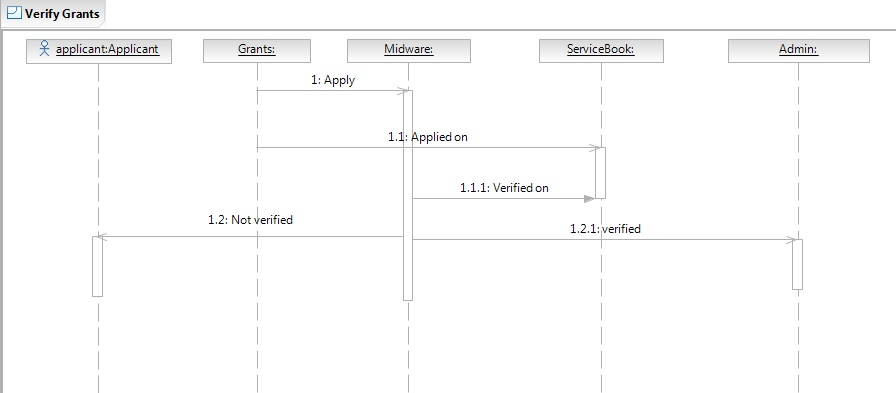 Verify Grants
applicant:Applicant
Grants:
Midware:
ServiceBook:
Admin:
1: Apply
1.1: Applied on
1.1.1: Verified on
1.2: Not verified
1.2.1: verified